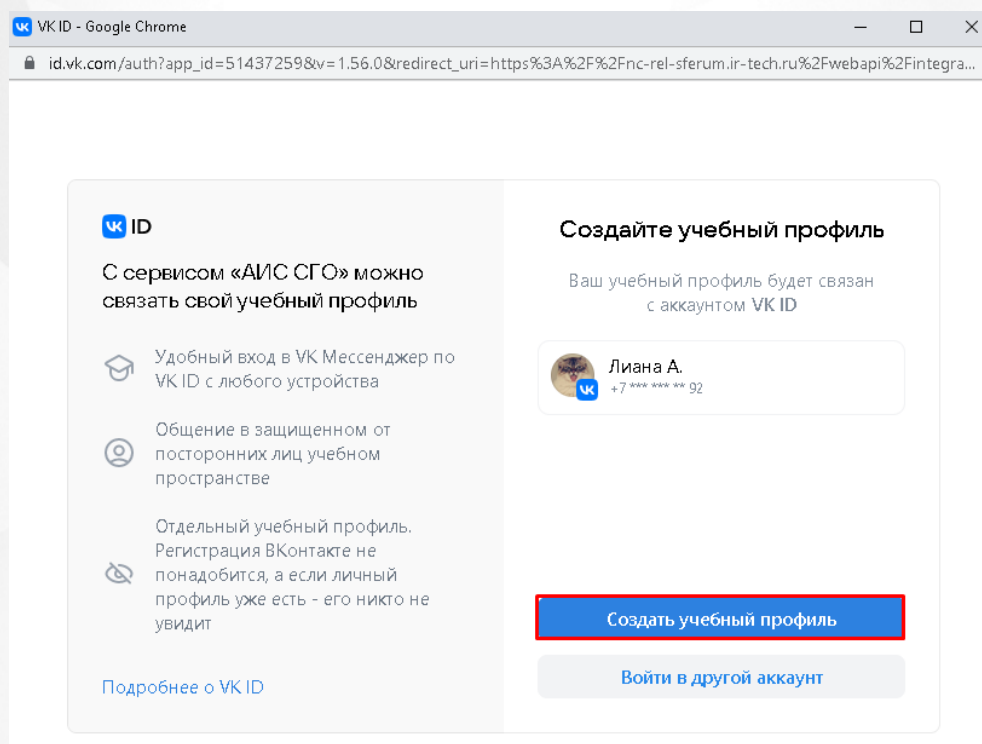 VK ID - Google Chrome
id.vk.com/auth?app_id=51437259&v=1.56.0&redirect_uri=https%3A%2F%2Fnc-rel-sferum.ir-tech.ru%2Fwebapi%2Fintegra...
VK ID
С сервисом «АИС СГО» можно
связать свой учебный профиль
Удобный вход в VK Мессенджер по
VK ID с любого устройства
Общение в защищенном от
посторонних лиц учебном
пространстве
Отдельный учебный профиль.
Регистрация ВКонтакте не
понадобится, а если личный
профиль уже есть - его никто не
увидит
Подробнее о VK ID
Создайте учебный профиль
Ваш учебный профиль будет связан
с аккаунтом VK ID
Лиана А.
+7 *** *** ** 92
Создать учебный профиль
Войти в другой аккаунт